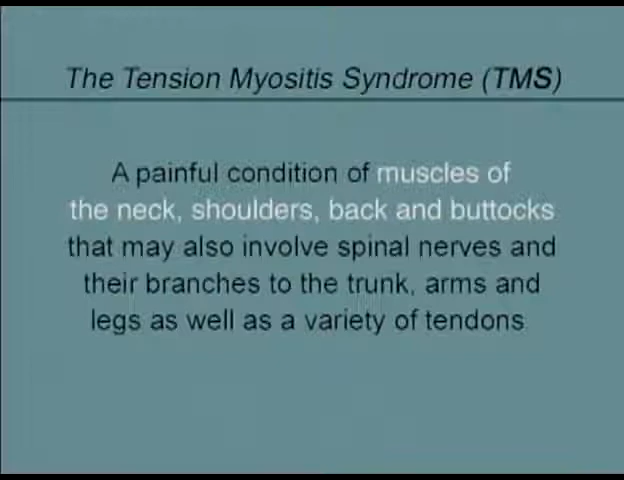 The Tension Myositis Syndrome (TMS)
A painful condition of muscles of
the neck, shoulders, back and buttocks
that may also involve spinal nerves and
their branches to the trunk, arms and
legs as well as a variety of tendons